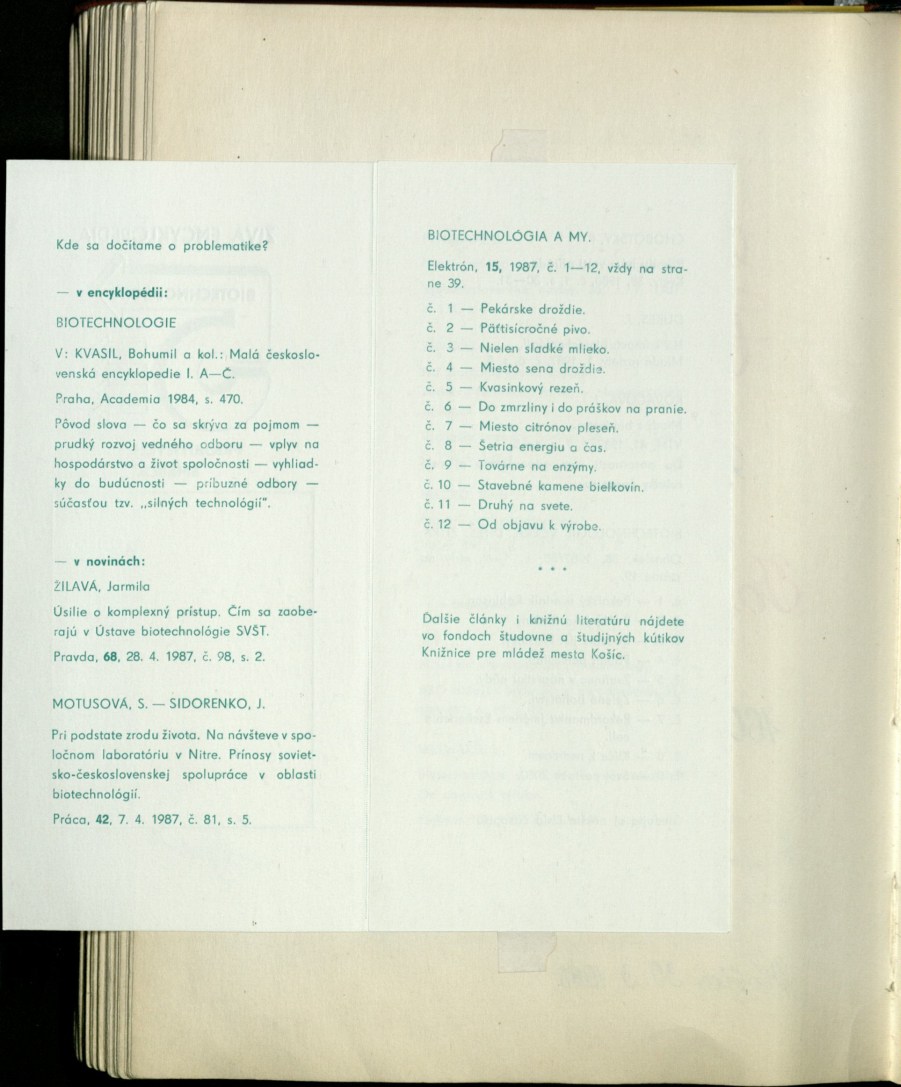 Kde sa dočítame o problematike?
— v encyklopédii:
BIOTECHNOLOGIE
V: KVASIL, Bohumil a kol.: Malá českoslo-
venská encyklopedie I. A—Č.
Praha, Academia 1984, s. 470.
Pôvod slova — čo sa skrýva za pojmom —
prudký rozvoj vedného odboru — vplyv na
hospodárstvo a život spoločnosti — vyhliad-
ky do budúcnosti — príbuzné odbory —
súčasťou tzv. „silných technológií".
— v novinách:
ŽILAVÁ, Jarmila
Úsilie o komplexný prístup. Čím sa zaobe-
rajú v Ústave biotechnológie SVŠT.
Pravda, 68, 28. 4. 1987, č. 98, s. 2.
MOTUSOVÁ, S. — SIDORENKO, J.
Pri podstate zrodu života. Na návšteve v spo-
ločnom laboratóriu v Nitre. Prínosy soviet-
sko-československej spolupráce v oblasti
biotechnológií.
Práca, 42, 7. 4. 1987, č. 81, s. 5.
BIOTECHNOLÓGIA A MY.
Elektrón, 15, 1987, č. 1—12, vždy na stra-
ne 39.
č. 1 — Pekárske droždie.
č. 2 — Päťtisícročné pivo.
č. 3 — Nielen sladké mlieko.
č. 4 — Miesto sena droždie.
č. 5 — Kvasinkový rezeň.
č. 6 — Do zmrzliny i do práškov na pranie.
č. 7 — Miesto citrónov pleseň.
č. 8 — Šetria energiu a čas.
č. 9 — Továrne na enzýmy.
č. 10 — Stavebné kamene bielkovín.
č. 11 — Druhý na svete.
č. 12 — Od objavu k výrobe.
* * *
Ďalšie články i knižnú literatúru nájdete
vo fondoch študovne a študijných kútikov
Knižnice pre mládež mesta Košíc.